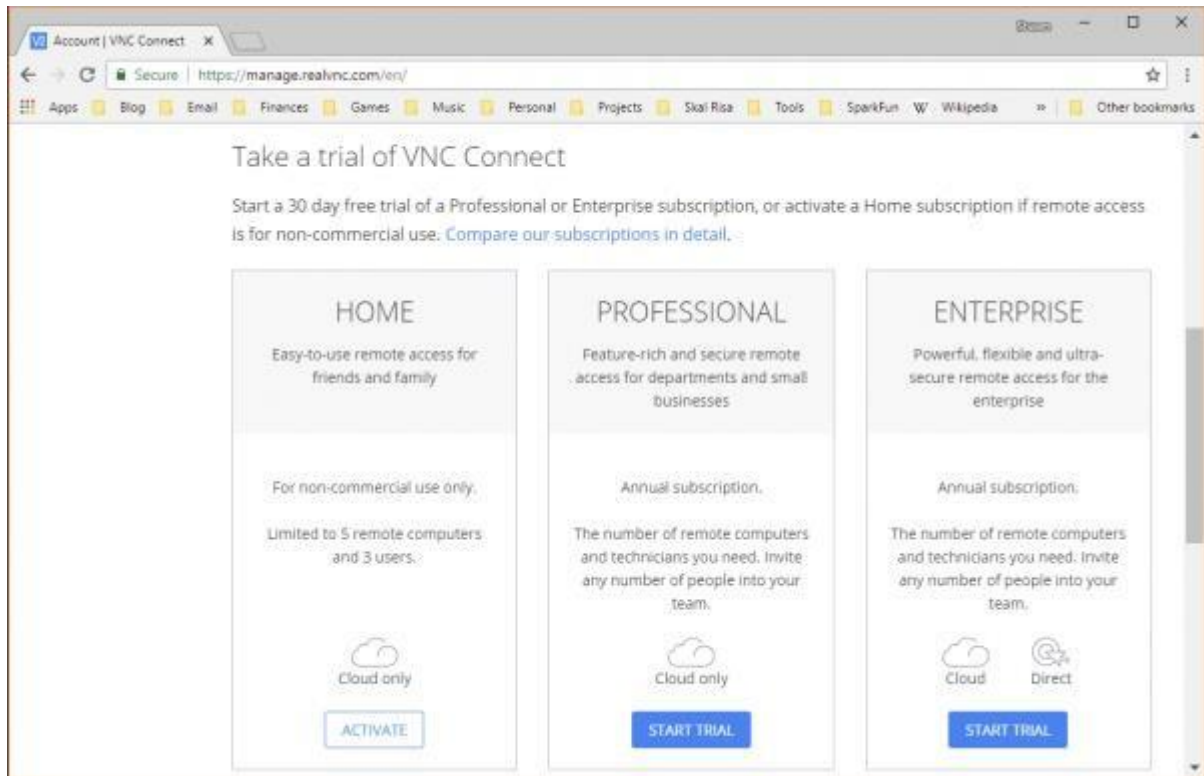 Account | VNC Connect
Secure
https://manage.realvnc.com/en/
Apps Blog Email Finances Games Music Personal Projects Skal Risa Tools SparkFun W Wikipedia » Other bookmarks
Take a trial of VNC Connect
Start a 30 day free trial of a Professional or Enterprise subscription, or activate a Home subscription if remote access
is for non-commercial use. Compare our subscriptions in detail.
HOME
Easy-to-use remote access for
friends and family
For non-commercial use only.
Limited to 5 remote computers
and 3 users.
Cloud only
ACTIVATE
PROFESSIONAL
Feature-rich and secure remote
access for departments and small
businesses
Annual subscription.
The number of remote computers
and technicians you need. Invite
any number of people into your
team.
Cloud only
START TRIAL
ENTERPRISE
Powerful, flexible and ultra-
secure remote access for the
enterprise
Annual subscription.
The number of remote computers
and technicians you need. Invite
any number of people into your
team.
Cloud Direct
START TRIAL